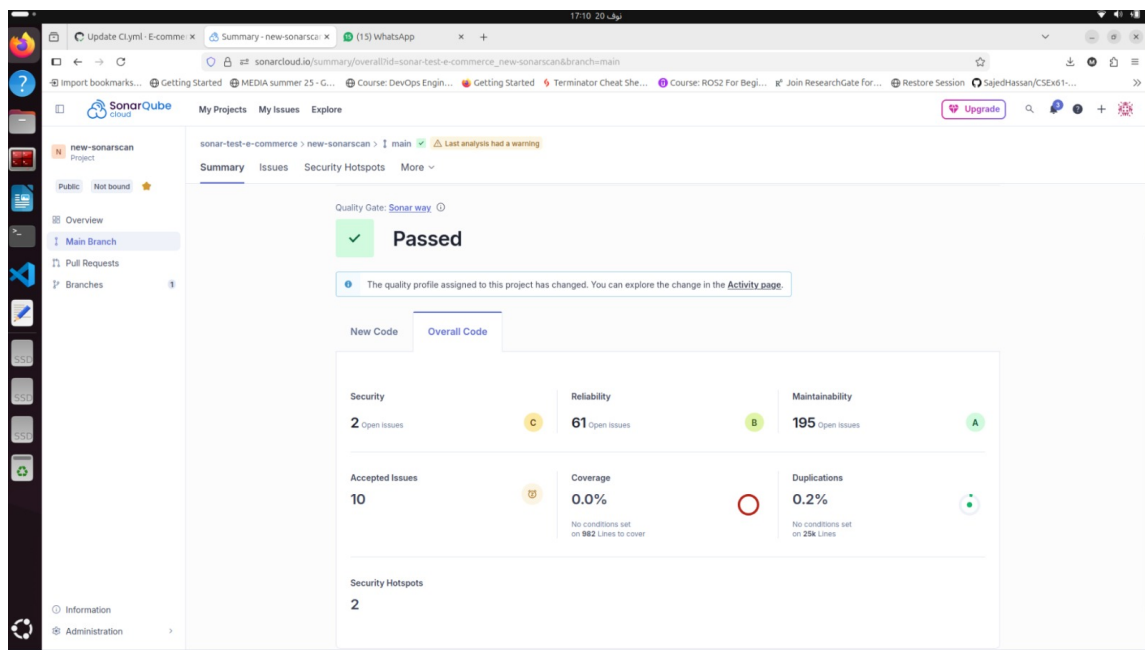 17:10 20 نوف
Update CI.yml · E-comme
Summary - new-sonarscan
(15) WhatsApp
sonarcloud.io/summary/overall?id=sonar-test-e-commerce_new-sonarscan&branch=main
Import bookmarks... Getting Started MEDIA summer 25 - G... Course: DevOps Engin... Getting Started Terminator Cheat She... Course: ROS2 For Begi... Join ResearchGate for... Restore Session SajedHassan/CSEx61-...
SonarQube cloud My Projects My Issues Explore Upgrade 3
N new-sonarscan
Project
Public Not bound
Overview
Main Branch
Pull Requests
Branches 1
Information
Administration
sonar-test-e-commerce > new-sonarscan > main Last analysis had a warning
Summary Issues Security Hotspots More
Quality Gate: Sonar way
Passed
The quality profile assigned to this project has changed. You can explore the change in the Activity page.
New Code Overall Code
Security
2 Open issues C
Reliability
61 Open issues B
Maintainability
195 Open issues A
Accepted Issues
10
Coverage
0.0%
No conditions set
on 982 Lines to cover
Duplications
0.2%
No conditions set
on 25k Lines
Security Hotspots
2
SSD
SSD
SSD